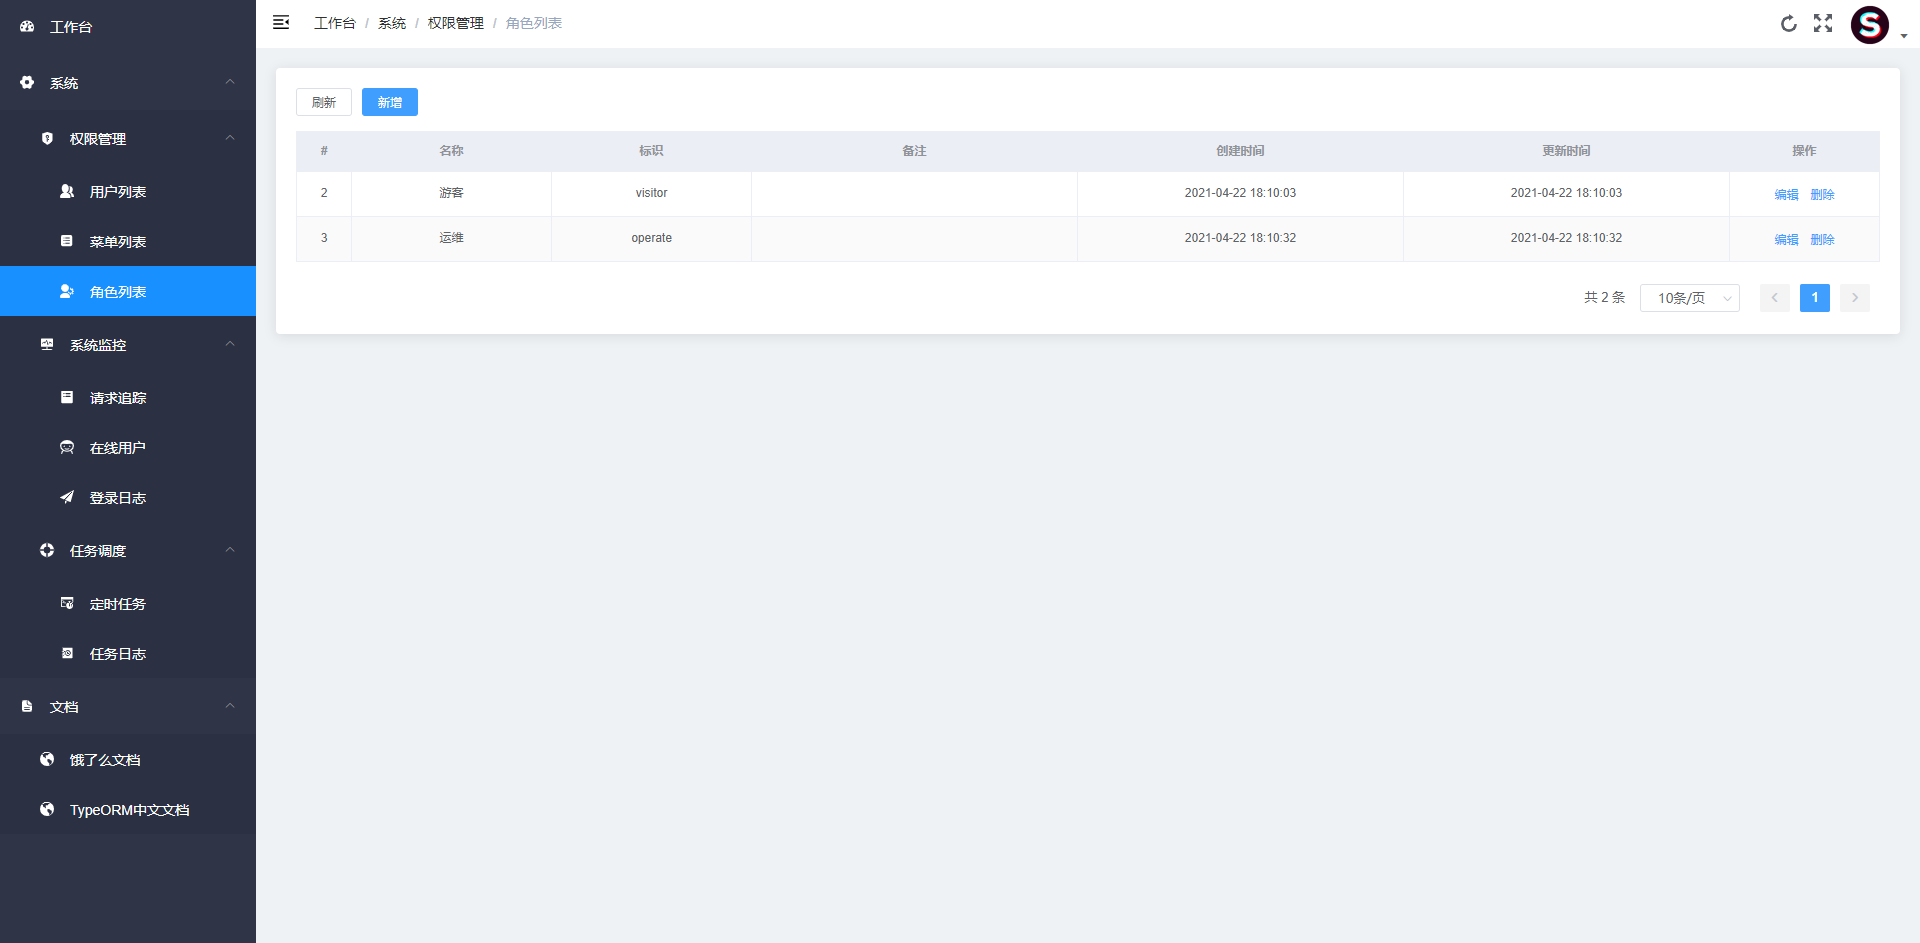 工作台
系统
权限管理
用户列表
菜单列表
角色列表
系统监控
请求追踪
在线用户
登录日志
任务调度
定时任务
任务日志
文档
饿了么文档
TypeORM中文文档
工作台 / 系统 / 权限管理 / 角色列表
S
刷新 新增
# 名称 标识 备注 创建时间 更新时间 操作
2 游客 visitor 2021-04-22 18:10:03 2021-04-22 18:10:03 编辑 删除
3 运维 operate 2021-04-22 18:10:32 2021-04-22 18:10:32 编辑 删除
共 2 条 10条/页 1